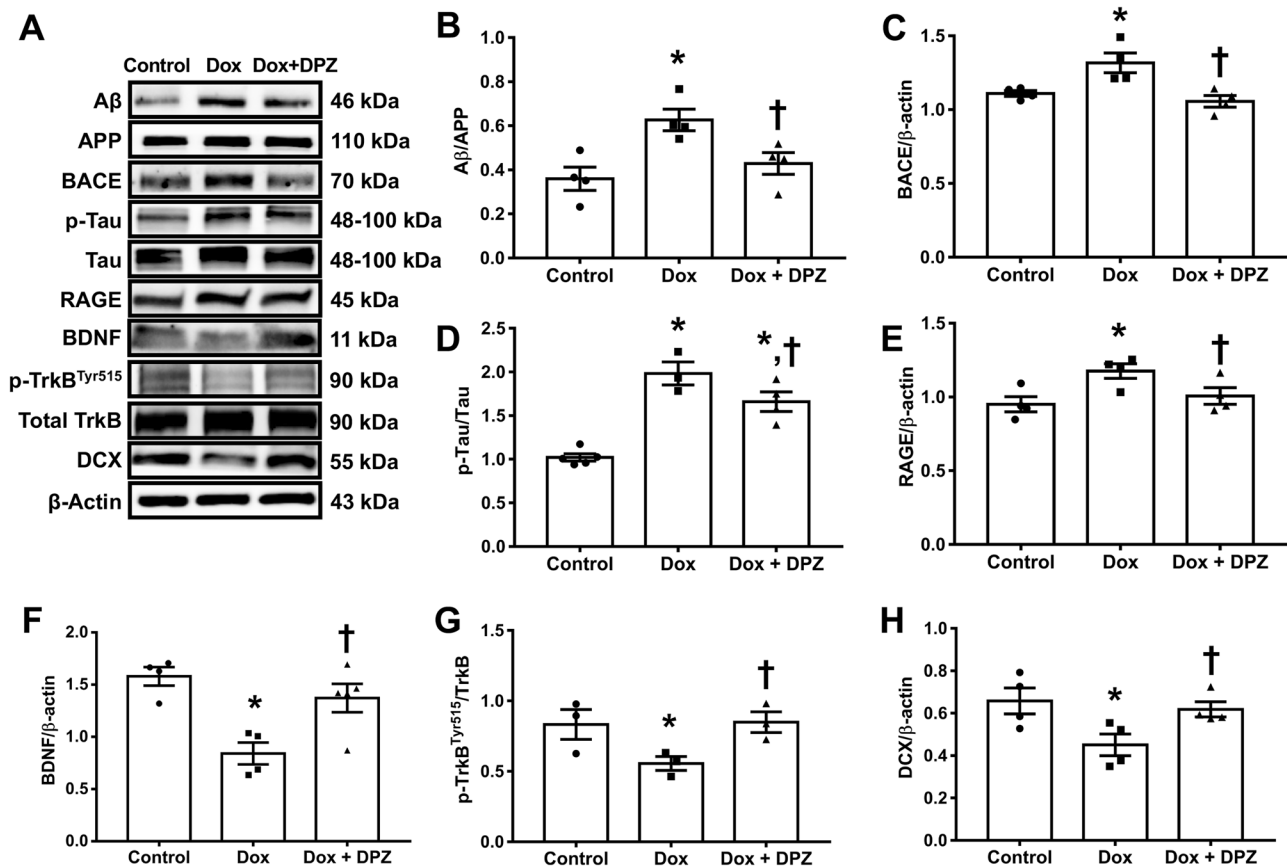 A
Control Dox Dox+DPZ
Aβ 46 kDa
APP 110 kDa
BACE 70 kDa
p-Tau 48-100 kDa
Tau 48-100 kDa
RAGE 45 kDa
BDNF 11 kDa
p-TrkBTyr515 90 kDa
Total TrkB 90 kDa
DCX 55 kDa
β-Actin 43 kDa
B
Aβ/APP
1.0
0.8
0.6
0.4
0.2
0.0
*
†
Control Dox Dox + DPZ
C
BACE/β-actin
1.5
1.0
0.5
0.0
*
†
Control Dox Dox + DPZ
D
p-Tau/Tau
2.5
2.0
1.5
1.0
0.5
0.0
*
*,†
Control Dox Dox + DPZ
E
RAGE/β-actin
1.5
1.0
0.5
0.0
*
†
Control Dox Dox + DPZ
F
BDNF/β-actin
2.0
1.5
1.0
0.5
0.0
*
†
Control Dox Dox + DPZ
G
p-TrkBTyr515/TrkB
1.5
1.0
0.5
0.0
*
†
Control Dox Dox + DPZ
H
DCX/β-actin
1.0
0.8
0.6
0.4
0.2
0.0
*
†
Control Dox Dox + DPZ